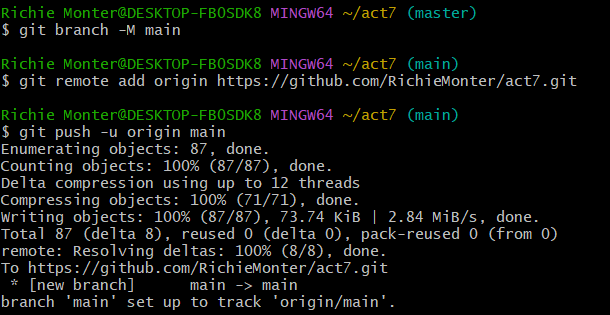 Richie Monter@DESKTOP-FB0SDK8 MINGW64 ~/act7 (master)
$ git branch -M main
Richie Monter@DESKTOP-FB0SDK8 MINGW64 ~/act7 (main)
$ git remote add origin https://github.com/RichieMonter/act7.git
Richie Monter@DESKTOP-FB0SDK8 MINGW64 ~/act7 (main)
$ git push -u origin main
Enumerating objects: 87, done.
Counting objects: 100% (87/87), done.
Delta compression using up to 12 threads
Compressing objects: 100% (71/71), done.
Writing objects: 100% (87/87), 73.74 KiB | 2.84 MiB/s, done.
Total 87 (delta 8), reused 0 (delta 0), pack-reused 0 (from 0)
remote: Resolving deltas: 100% (8/8), done.
To https://github.com/RichieMonter/act7.git
 * [new branch]      main -> main
branch 'main' set up to track 'origin/main'.